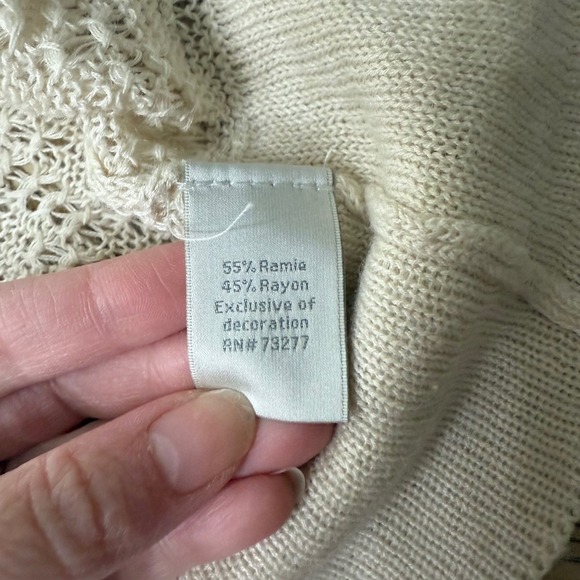 55% Ramie
45% Rayon
Exclusive of
decoration
RN# 73277